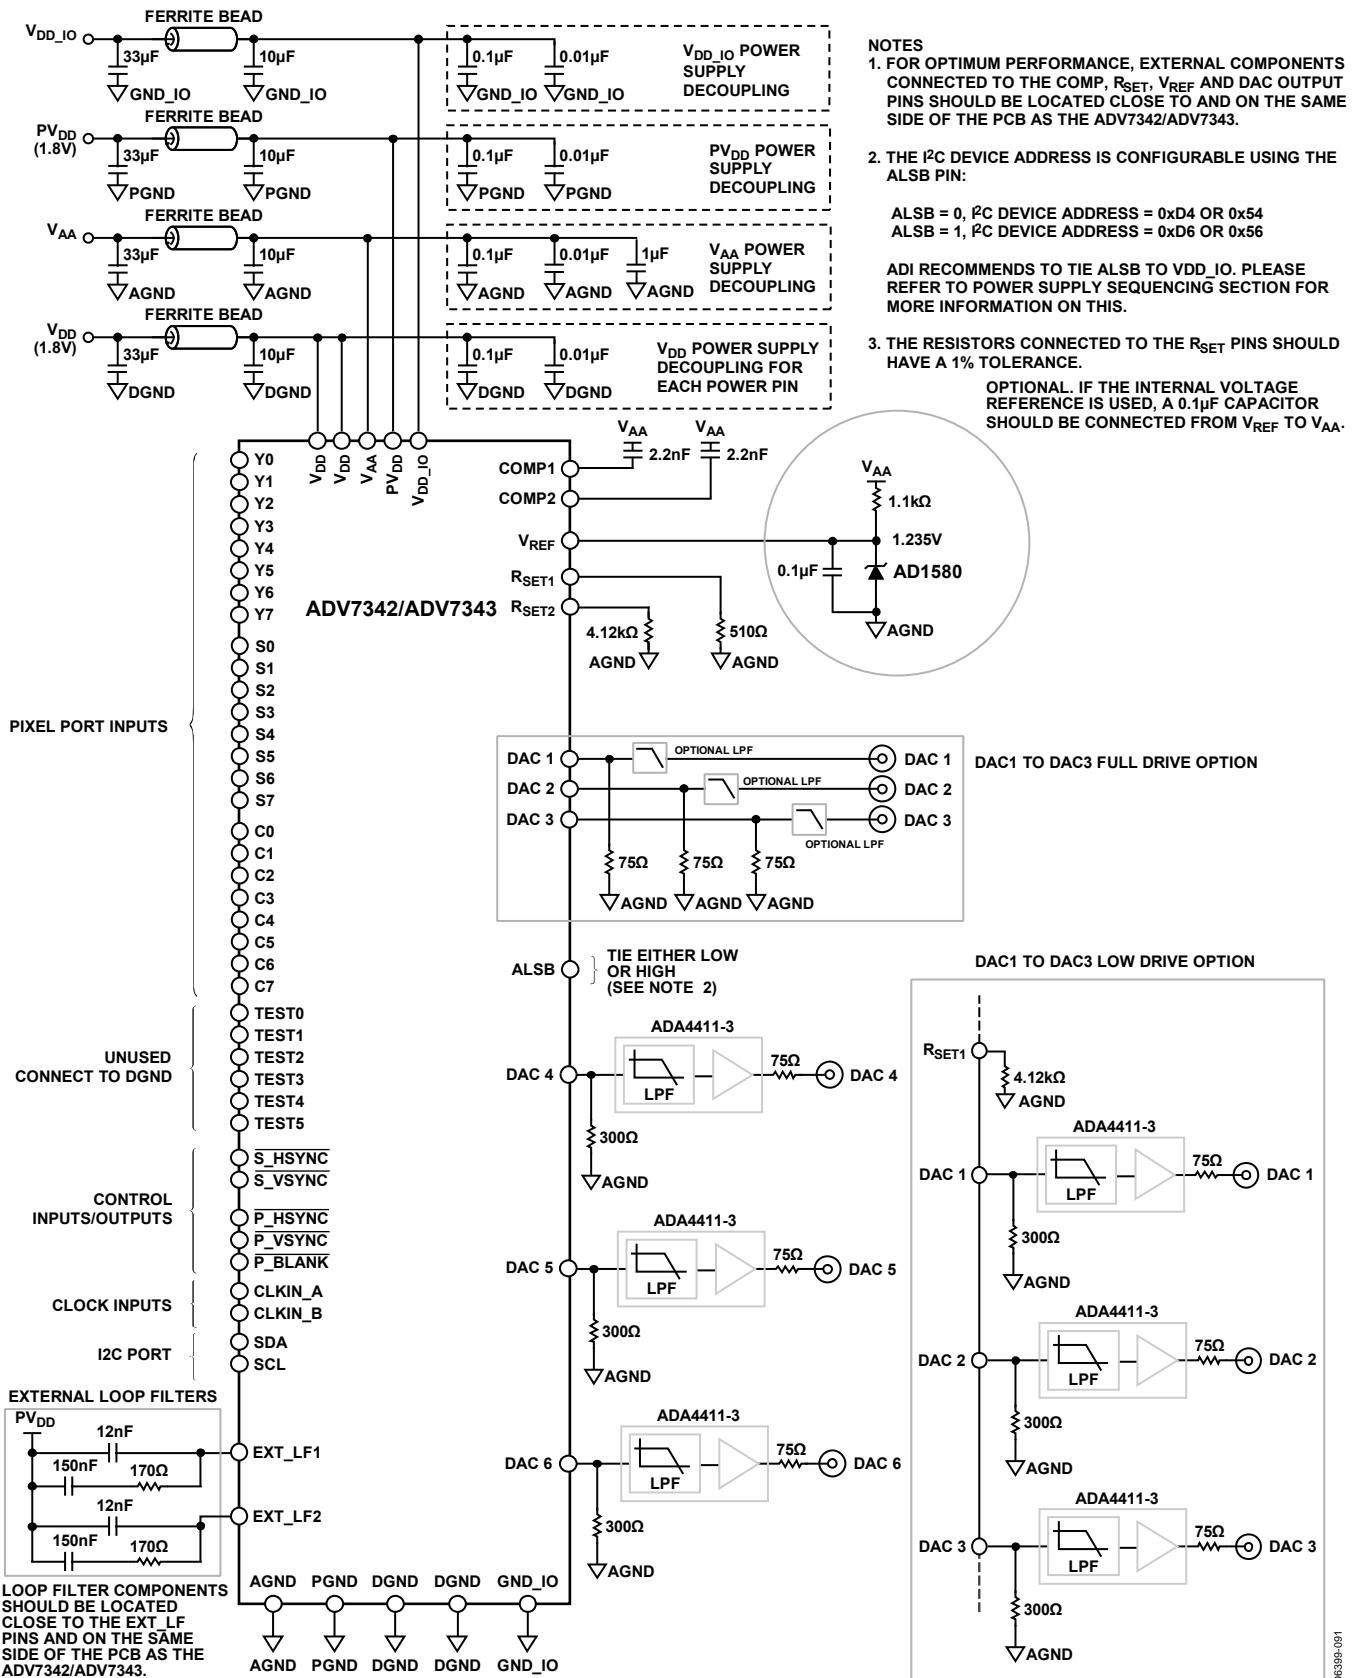 FERRITE BEAD
VDD_IO
33µF
10µF
GND_IO
GND_IO
0.1µF
0.01µF
GND_IO
GND_IO
VDD_IO POWER
SUPPLY
DECOUPLING
FERRITE BEAD
PVDD
(1.8V)
33µF
10µF
PGND
PGND
0.1µF
0.01µF
PGND
PGND
PVDD POWER
SUPPLY
DECOUPLING
FERRITE BEAD
VAA
33µF
10µF
AGND
AGND
0.1µF
0.01µF
1µF
AGND
AGND
AGND
VAA POWER
SUPPLY
DECOUPLING
FERRITE BEAD
VDD
(1.8V)
33µF
10µF
DGND
DGND
0.1µF
0.01µF
DGND
DGND
VDD POWER SUPPLY
DECOUPLING FOR
EACH POWER PIN
NOTES
1. FOR OPTIMUM PERFORMANCE, EXTERNAL COMPONENTS
CONNECTED TO THE COMP, RSET, VREF AND DAC OUTPUT
PINS SHOULD BE LOCATED CLOSE TO AND ON THE SAME
SIDE OF THE PCB AS THE ADV7342/ADV7343.
2. THE I2C DEVICE ADDRESS IS CONFIGURABLE USING THE
ALSB PIN:
ALSB = 0, I2C DEVICE ADDRESS = 0xD4 OR 0x54
ALSB = 1, I2C DEVICE ADDRESS = 0xD6 OR 0x56
ADI RECOMMENDS TO TIE ALSB TO VDD_IO. PLEASE
REFER TO POWER SUPPLY SEQUENCING SECTION FOR
MORE INFORMATION ON THIS.
3. THE RESISTORS CONNECTED TO THE RSET PINS SHOULD
HAVE A 1% TOLERANCE.
OPTIONAL. IF THE INTERNAL VOLTAGE
REFERENCE IS USED, A 0.1µF CAPACITOR
SHOULD BE CONNECTED FROM VREF TO VAA.
VDD
VDD
VAA
PVDD
VDD_IO
ADV7342/ADV7343
COMP1
COMP2
VREF
RSET1
RSET2
VAA
2.2nF
VAA
2.2nF
4.12kΩ
AGND
510Ω
AGND
VAA
1.1kΩ
1.235V
0.1µF
AD1580
AGND
PIXEL PORT INPUTS
Y0
Y1
Y2
Y3
Y4
Y5
Y6
Y7
S0
S1
S2
S3
S4
S5
S6
S7
C0
C1
C2
C3
C4
C5
C6
C7
UNUSED
CONNECT TO DGND
TEST0
TEST1
TEST2
TEST3
TEST4
TEST5
CONTROL
INPUTS/OUTPUTS
S_HSYNC
S_VSYNC
P_HSYNC
P_VSYNC
P_BLANK
CLOCK INPUTS
CLKIN_A
CLKIN_B
I2C PORT
SDA
SCL
EXTERNAL LOOP FILTERS
PVDD
12nF
150nF
170Ω
12nF
150nF
170Ω
EXT_LF1
EXT_LF2
LOOP FILTER COMPONENTS
SHOULD BE LOCATED
CLOSE TO THE EXT_LF
PINS AND ON THE SAME
SIDE OF THE PCB AS THE
ADV7342/ADV7343.
AGND
PGND
DGND
DGND
GND_IO
AGND
PGND
DGND
DGND
GND_IO
DAC 1
OPTIONAL LPF
DAC 1
DAC 2
OPTIONAL LPF
DAC 2
DAC 3
DAC 3
OPTIONAL LPF
75Ω
75Ω
75Ω
AGND
AGND
AGND
DAC1 TO DAC3 FULL DRIVE OPTION
ALSB
TIE EITHER LOW
OR HIGH
(SEE NOTE 2)
ADA4411-3
DAC 4
LPF
75Ω
DAC 4
300Ω
AGND
ADA4411-3
DAC 5
LPF
75Ω
DAC 5
300Ω
AGND
ADA4411-3
DAC 6
LPF
75Ω
DAC 6
300Ω
AGND
DAC1 TO DAC3 LOW DRIVE OPTION
RSET1
4.12kΩ
AGND
ADA4411-3
DAC 1
LPF
75Ω
DAC 1
300Ω
AGND
ADA4411-3
DAC 2
LPF
75Ω
DAC 2
300Ω
AGND
ADA4411-3
DAC 3
LPF
75Ω
DAC 3
300Ω
AGND
06399-091